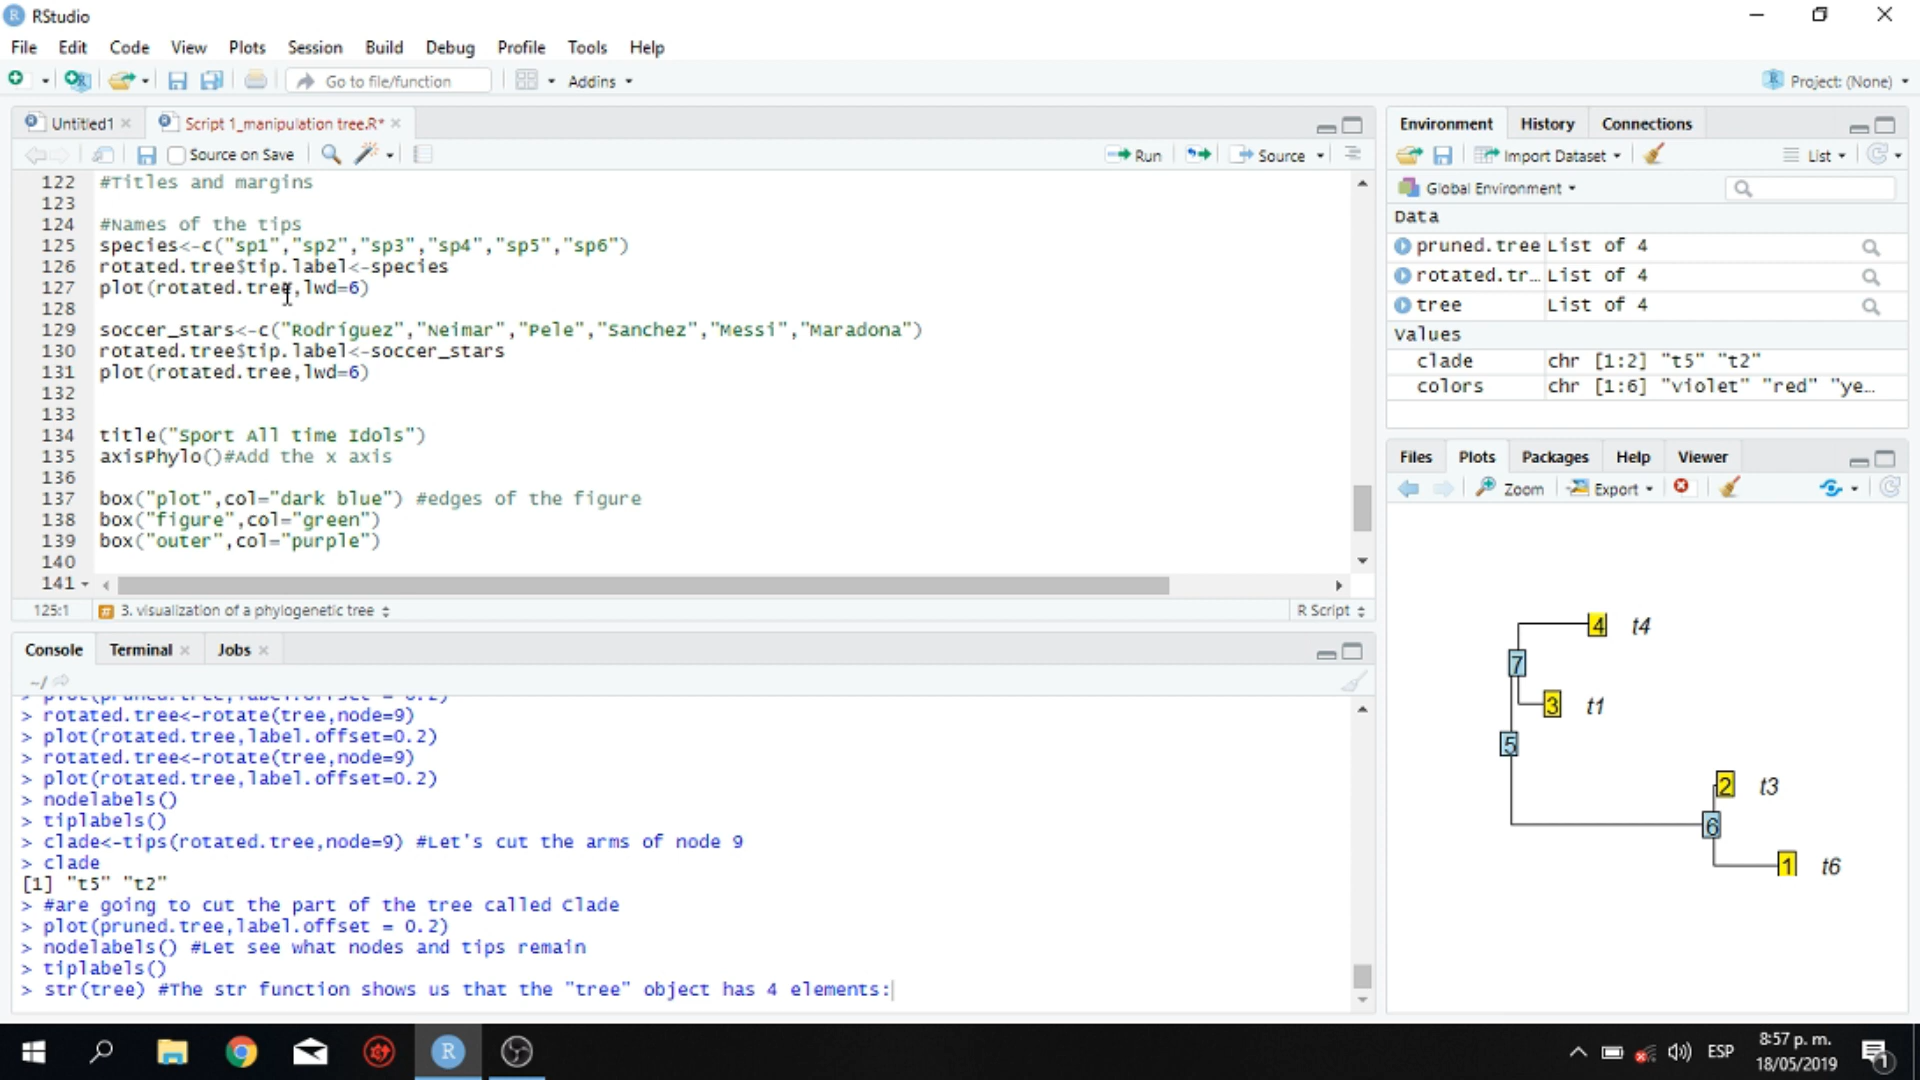 RStudio
File Edit Code View Plots Session Build Debug Profile Tools Help
Go to file/function Addins Project: (None)
Untitled1 Script 1_manipulation tree.R*
Source on Save Run Source
122 #Titles and margins
123
124 #Names of the tips
125 species<-c("sp1","sp2","sp3","sp4","sp5","sp6")
126 rotated.tree$tip.label<-species
127 plot(rotated.tree,lwd=6)
128
129 soccer_stars<-c("Rodríguez","Neimar","Pele","Sanchez","Messi","Maradona")
130 rotated.tree$tip.label<-soccer_stars
131 plot(rotated.tree,lwd=6)
132
133
134 title("Sport All time Idols")
135 axisPhylo()#Add the x axis
136
137 box("plot",col="dark blue") #edges of the figure
138 box("figure",col="green")
139 box("outer",col="purple")
140
141
125:1 # 3. visualization of a phylogenetic tree R Script
Console Terminal Jobs
~/
> plot(pruned.tree,label.offset = 0.2)
> rotated.tree<-rotate(tree,node=9)
> plot(rotated.tree,label.offset=0.2)
> rotated.tree<-rotate(tree,node=9)
> plot(rotated.tree,label.offset=0.2)
> nodelabels()
> tiplabels()
> clade<-tips(rotated.tree,node=9) #Let's cut the arms of node 9
> clade
[1] "t5" "t2"
> #are going to cut the part of the tree called Clade
> plot(pruned.tree,label.offset = 0.2)
> nodelabels() #Let see what nodes and tips remain
> tiplabels()
> str(tree) #The str function shows us that the "tree" object has 4 elements:
Environment History Connections
Import Dataset List
Global Environment
Data
pruned.tree List of 4
rotated.tr… List of 4
tree List of 4
Values
clade chr [1:2] "t5" "t2"
colors chr [1:6] "violet" "red" "ye…
Files Plots Packages Help Viewer
Zoom Export
4 t4
7
3 t1
5
2 t3
6
1 t6
ESP
8:57 p. m.
18/05/2019
1